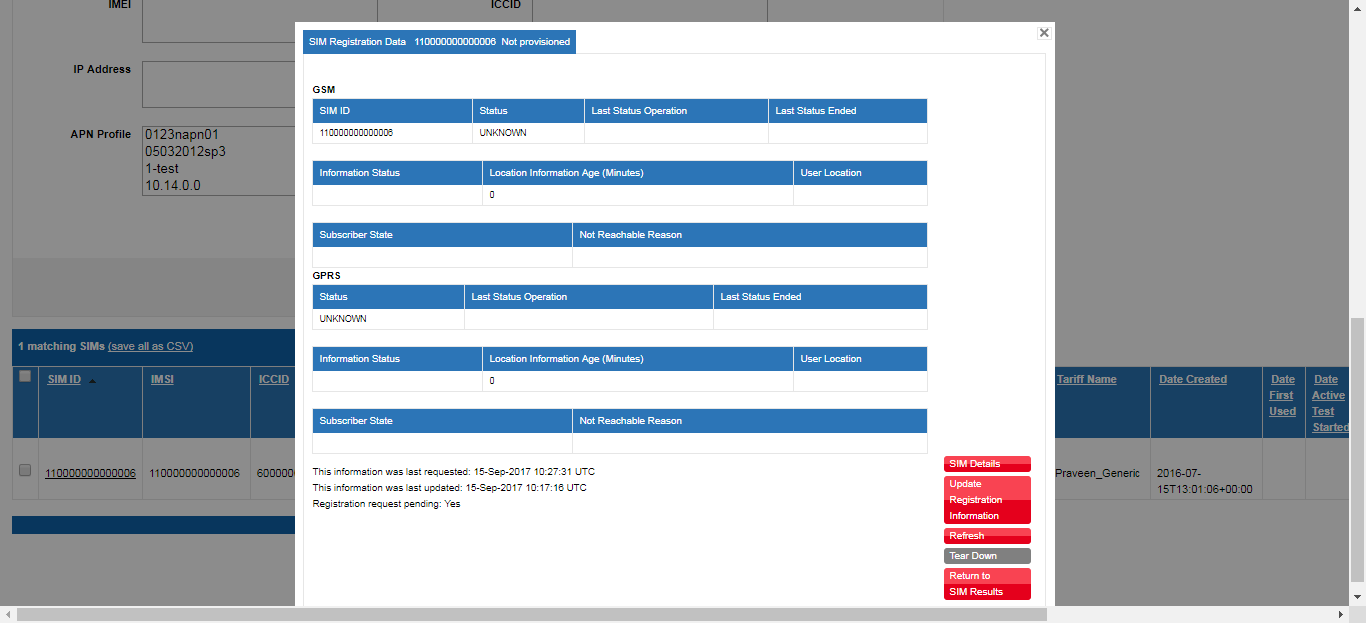 IMEI
ICCID
IP Address
APN Profile
0123napn01
05032012sp3
1-test
10.14.0.0
1 matching SIMs (save all as CSV)
SIM ID IMSI ICCID Tariff Name Date Created Date First Used Date Active Test Started
110000000000006 110000000000006 600000 Praveen_Generic 2016-07-15T13:01:06+00:00
SIM Registration Data 110000000000006 Not provisioned
GSM
SIM ID Status Last Status Operation Last Status Ended
110000000000006 UNKNOWN
Information Status Location Information Age (Minutes) User Location
0
Subscriber State Not Reachable Reason
GPRS
Status Last Status Operation Last Status Ended
UNKNOWN
Information Status Location Information Age (Minutes) User Location
0
Subscriber State Not Reachable Reason
This information was last requested: 15-Sep-2017 10:27:31 UTC
This information was last updated: 15-Sep-2017 10:17:16 UTC
Registration request pending: Yes
SIM Details
Update
Registration
Information
Refresh
Tear Down
Return to
SIM Results